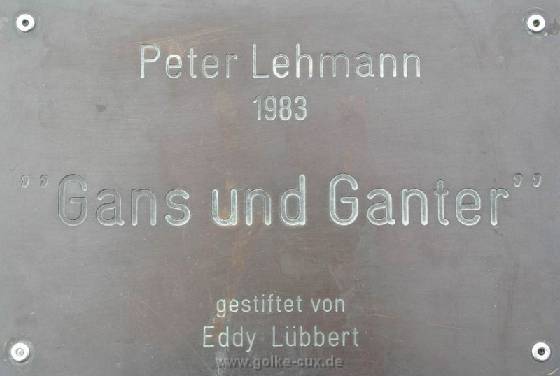 Peter Lehmann
1983
"Gans und Ganter"
gestiftet von
Eddy Lübbert
www.golke-cux.de